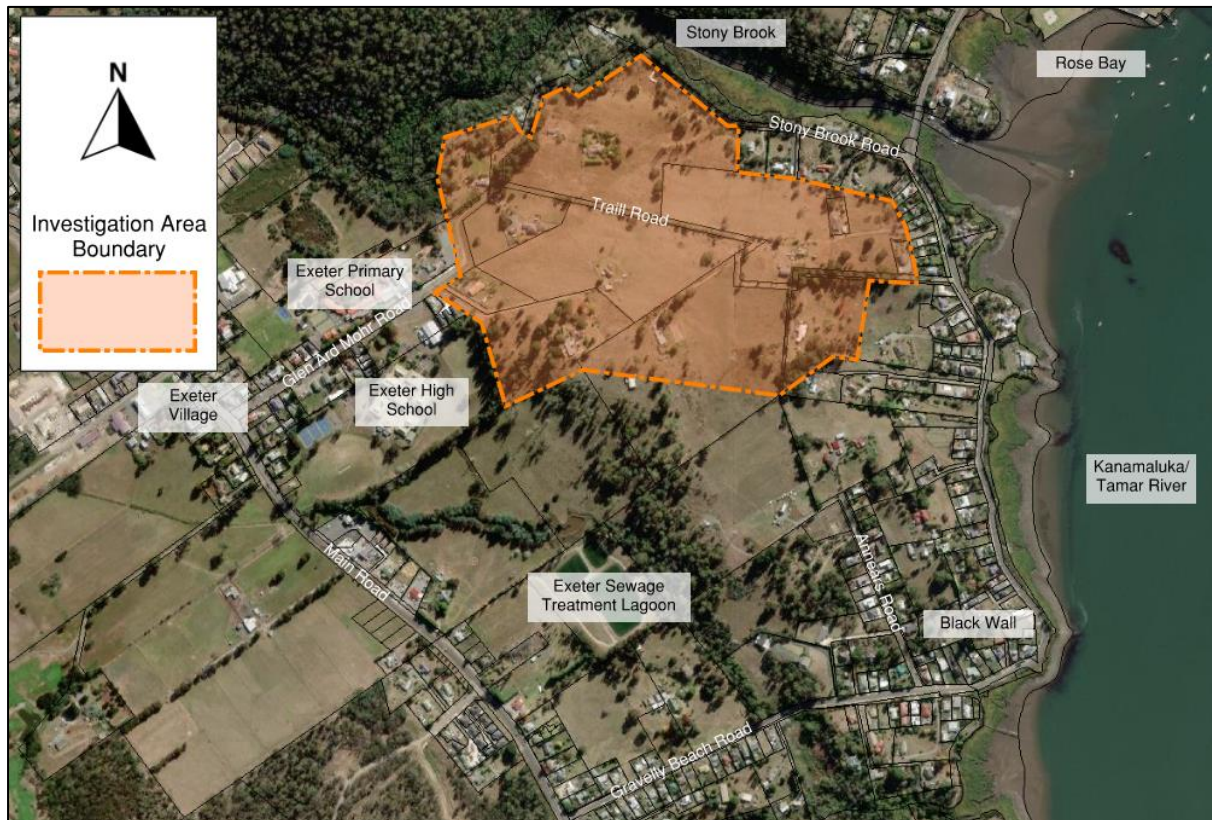 N
Investigation Area
Boundary
Stony Brook
Rose Bay
Stony Brook Road
Traill Road
Exeter Primary
School
Glen Ard Mohr Road
Exeter High
School
Exeter
Village
Kanamaluka/
Tamar River
Main Road
Exeter Sewage
Treatment Lagoon
Annears Road
Black Wall
Gravelly Beach Road